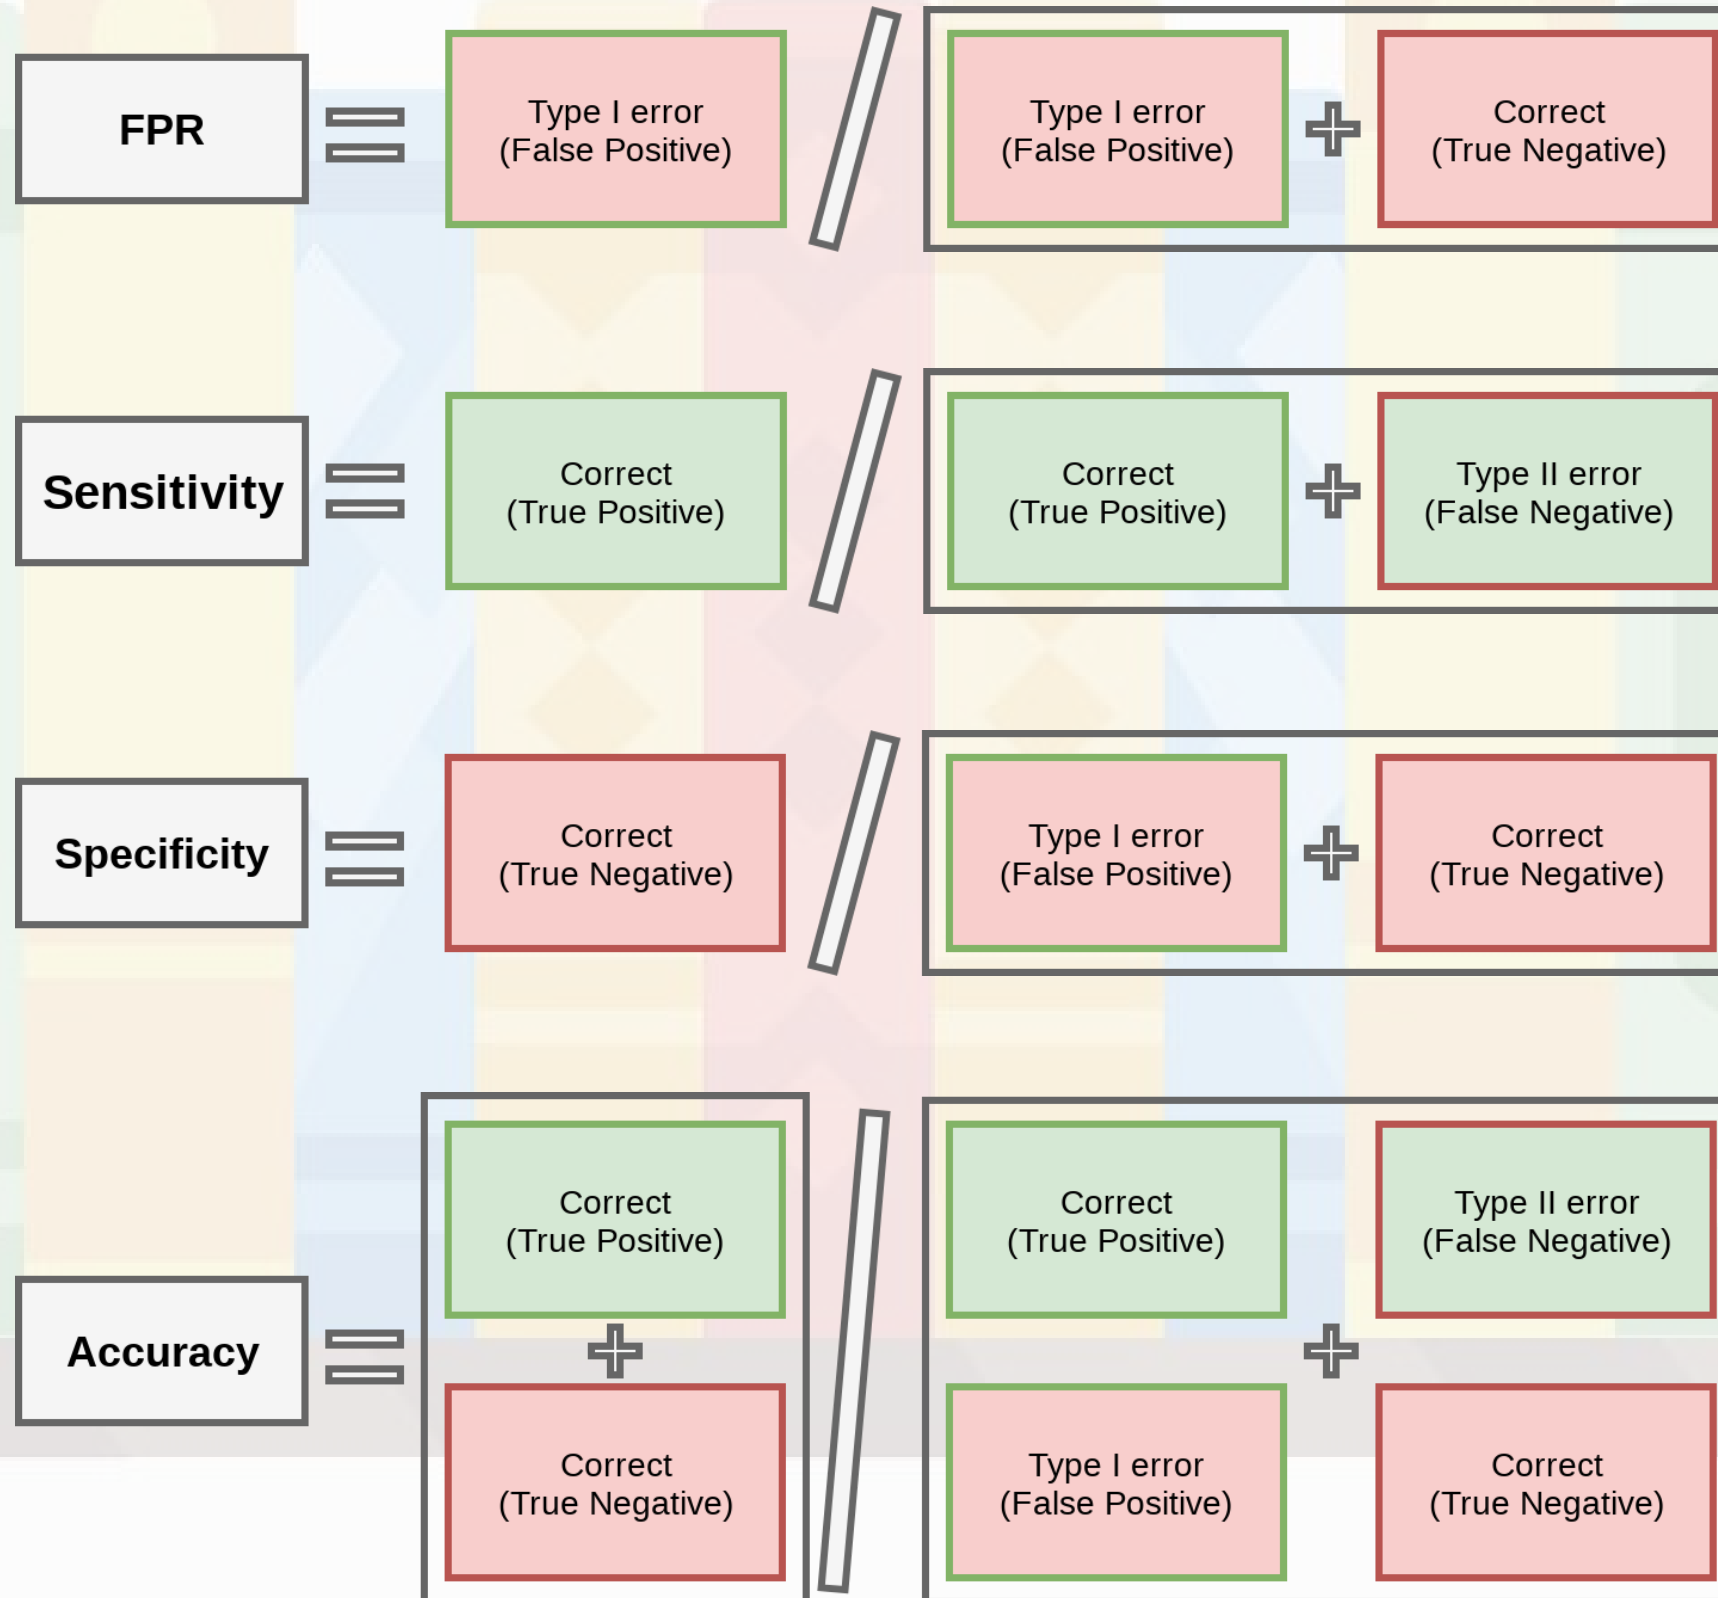 FPR
Type I error
(False Positive)
Type I error
(False Positive)
Correct
(True Negative)
Sensitivity
Correct
(True Positive)
Correct
(True Positive)
Type II error
(False Negative)
Specificity
Correct
(True Negative)
Type I error
(False Positive)
Correct
(True Negative)
Accuracy
Correct
(True Positive)
Correct
(True Negative)
Correct
(True Positive)
Type II error
(False Negative)
Type I error
(False Positive)
Correct
(True Negative)